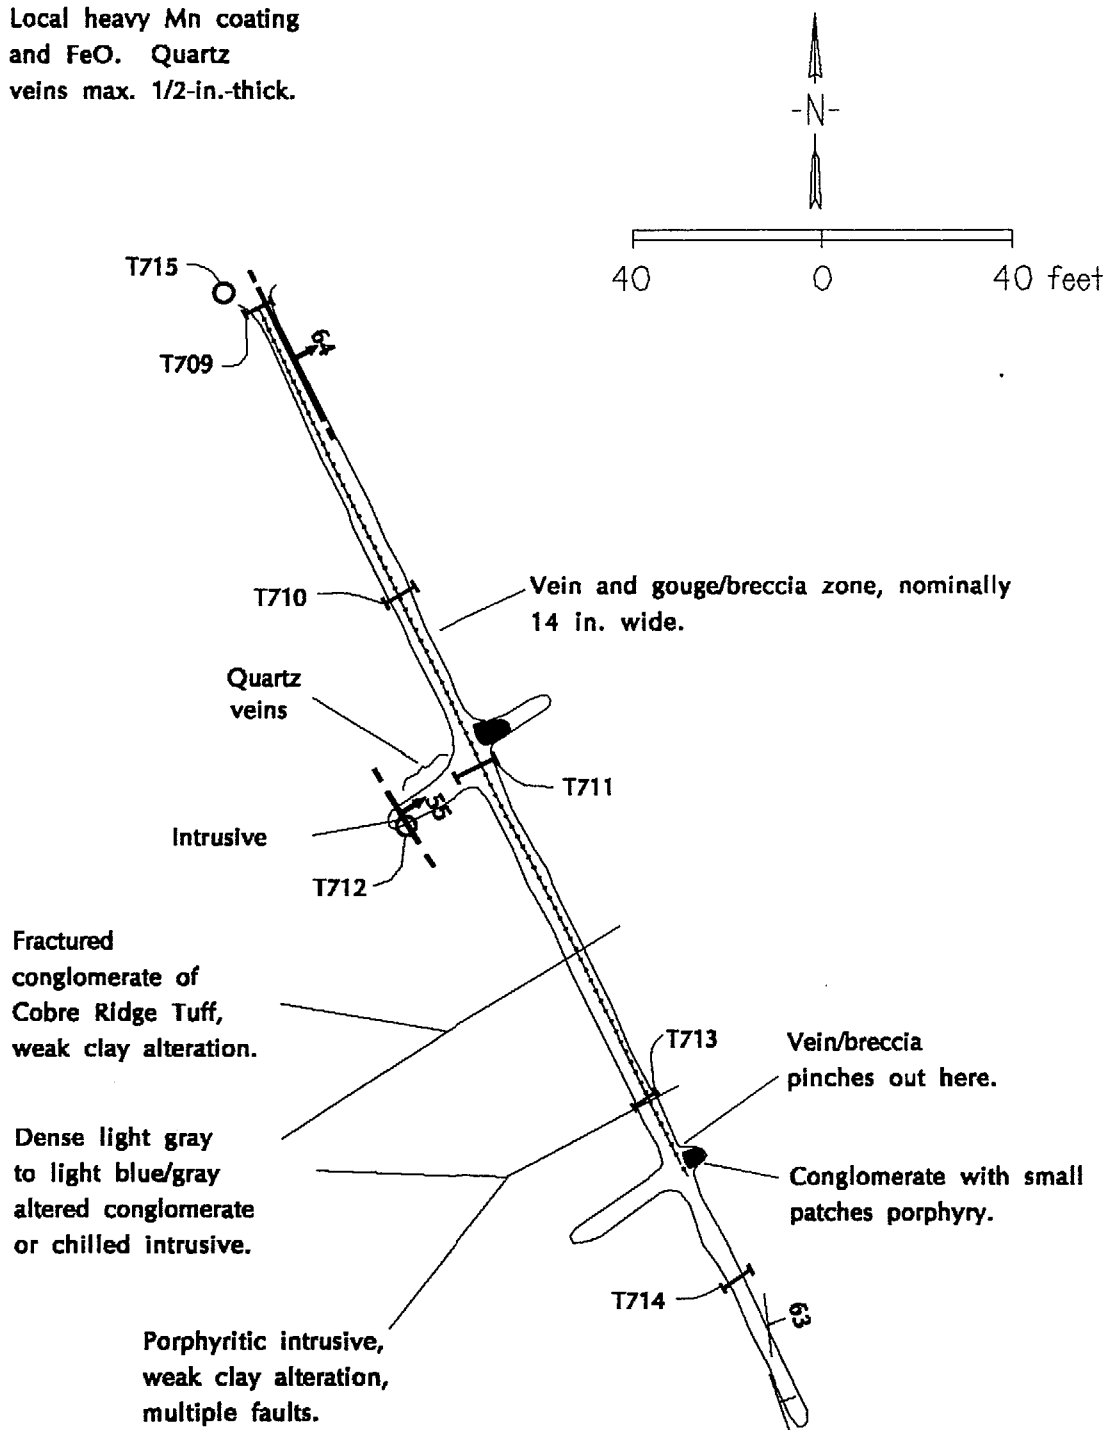 Local heavy Mn coating
and FeO. Quartz
veins max. 1/2-in.-thick.
-N-
40 0 40 feet
T715
T709
64
T710
Vein and gouge/breccia zone, nominally
14 in. wide.
Quartz
veins
T711
55
Intrusive
T712
Fractured
conglomerate of
Cobre Ridge Tuff,
weak clay alteration.
T713
Vein/breccia
pinches out here.
Dense light gray
to light blue/gray
altered conglomerate
or chilled intrusive.
Conglomerate with small
patches porphyry.
T714
63
Porphyritic intrusive,
weak clay alteration,
multiple faults.